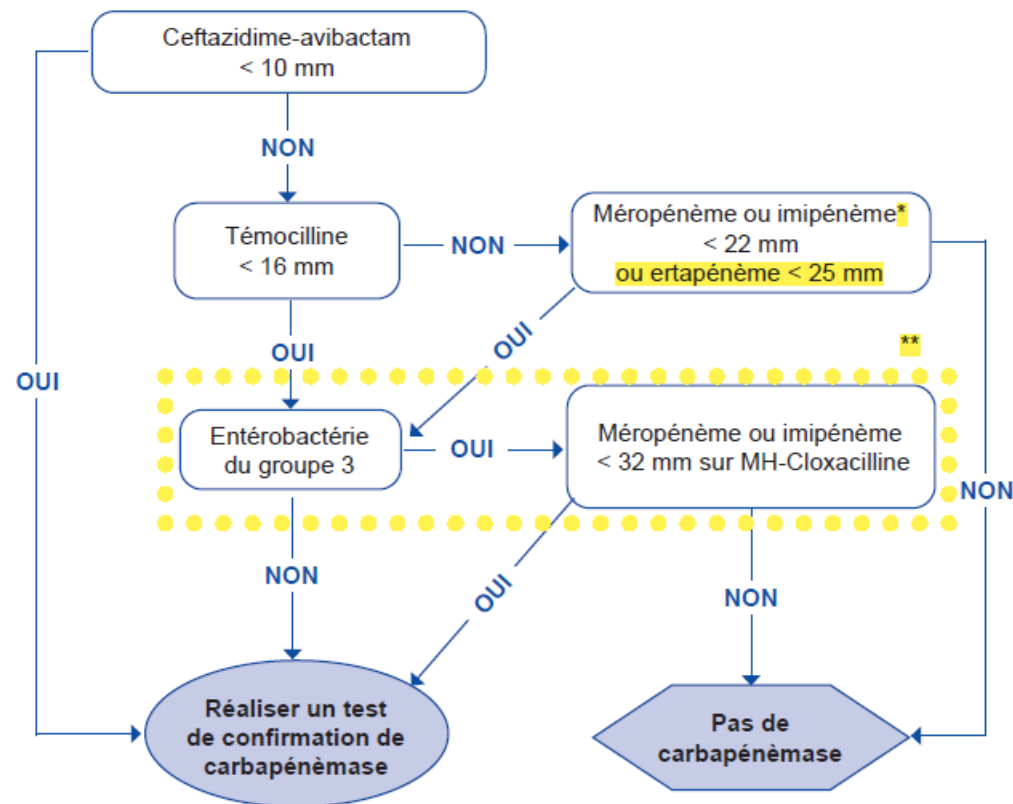 Ceftazidime-avibactam
< 10 mm
NON
Témocilline
< 16 mm
NON
Méropénème ou imipénème*
< 22 mm
ou ertapénème < 25 mm
OUI
OUI
OUI
**
Entérobactérie
du groupe 3
OUI
Méropénème ou imipénème
< 32 mm sur MH-Cloxacilline
NON
NON
OUI
NON
Réaliser un test
de confirmation de
carbapénèmase
Pas de
carbapénèmase